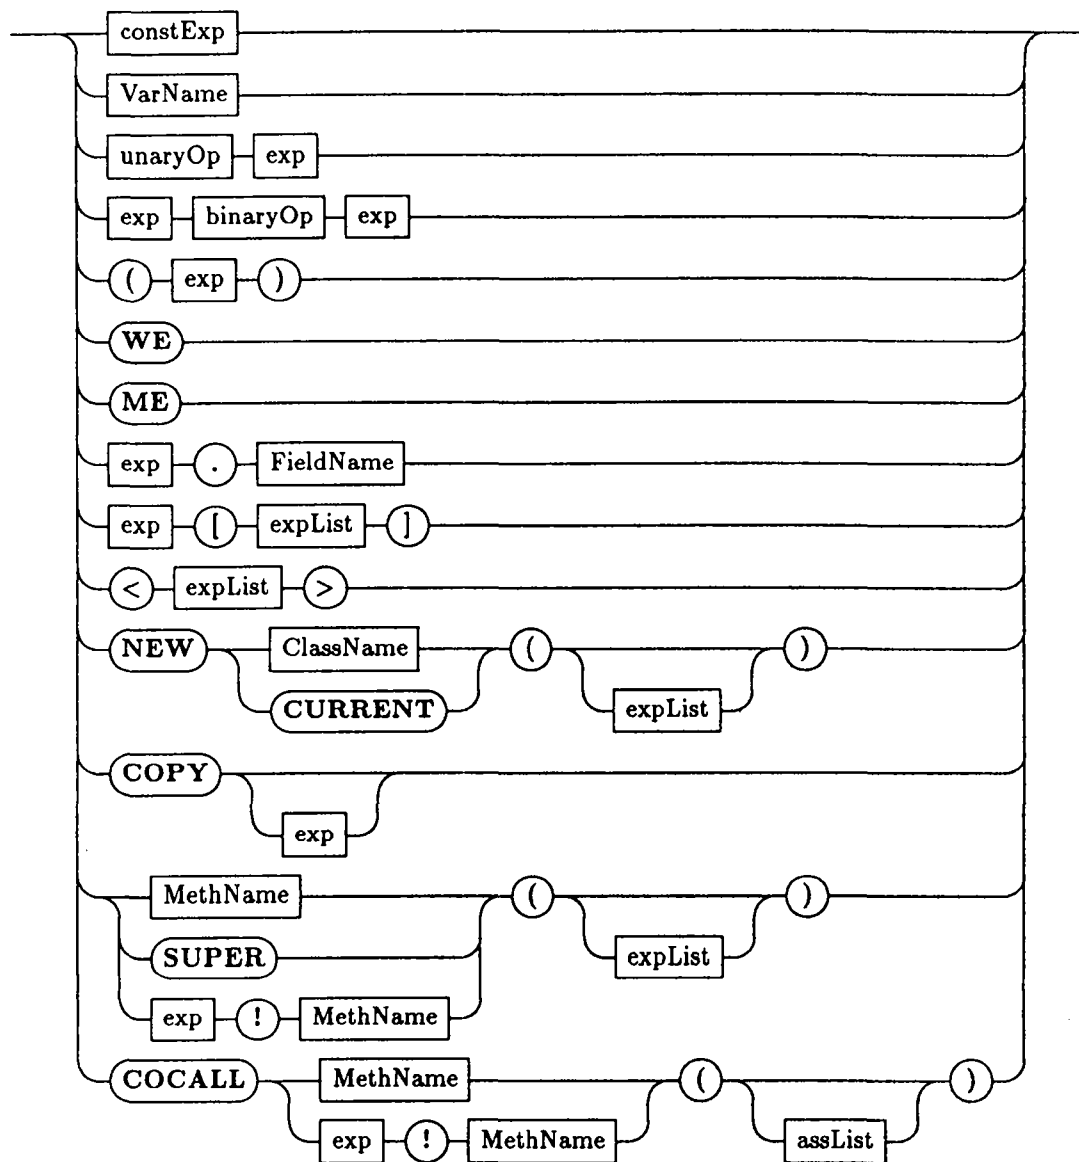 constExp
VarName
unaryOp exp
exp binaryOp exp
( exp )
WE
ME
exp . FieldName
exp [ expList ]
< expList >
NEW ClassName ( )
CURRENT expList
COPY
exp
MethName ( )
SUPER expList
exp ! MethName
COCALL MethName ( )
exp ! MethName assList